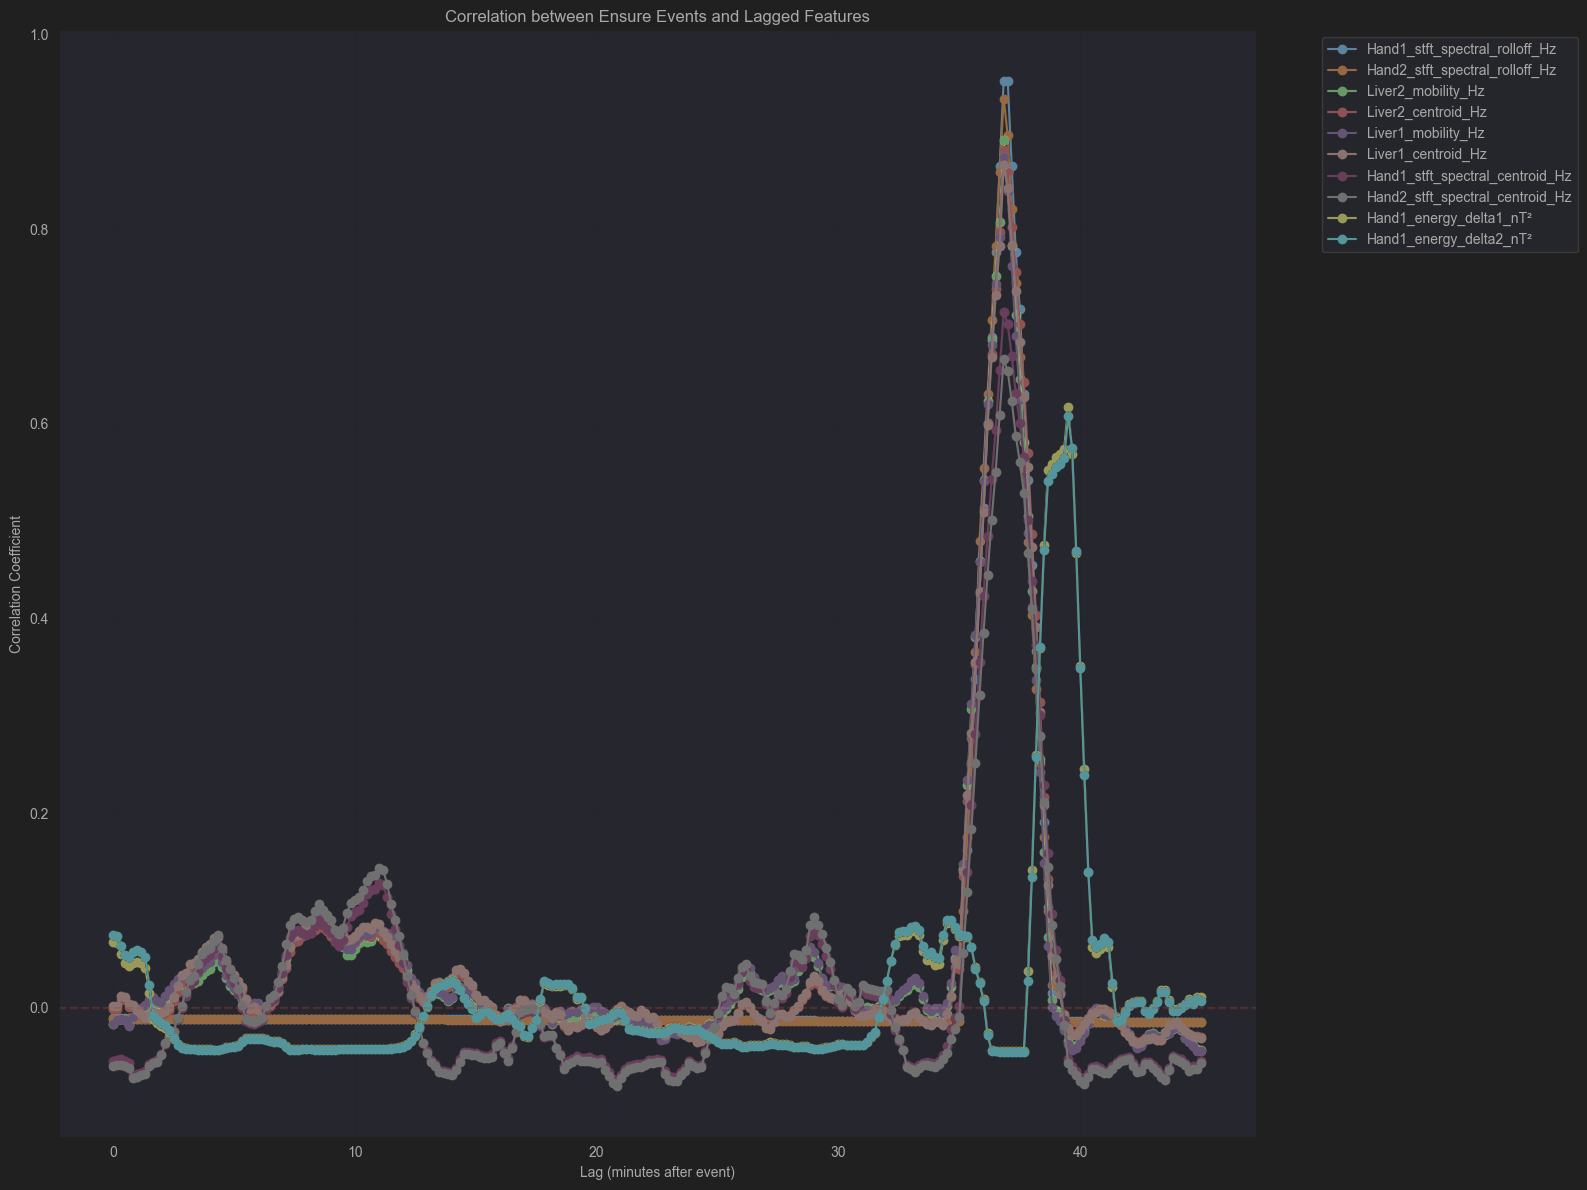 Correlation between Ensure Events and Lagged Features
Correlation Coefficient
1.0
0.8
0.6
0.4
0.2
0.0
0
10
20
30
40
Lag (minutes after event)
Hand1_stft_spectral_rolloff_Hz
Hand2_stft_spectral_rolloff_Hz
Liver2_mobility_Hz
Liver2_centroid_Hz
Liver1_mobility_Hz
Liver1_centroid_Hz
Hand1_stft_spectral_centroid_Hz
Hand2_stft_spectral_centroid_Hz
Hand1_energy_delta1_nT²
Hand1_energy_delta2_nT²